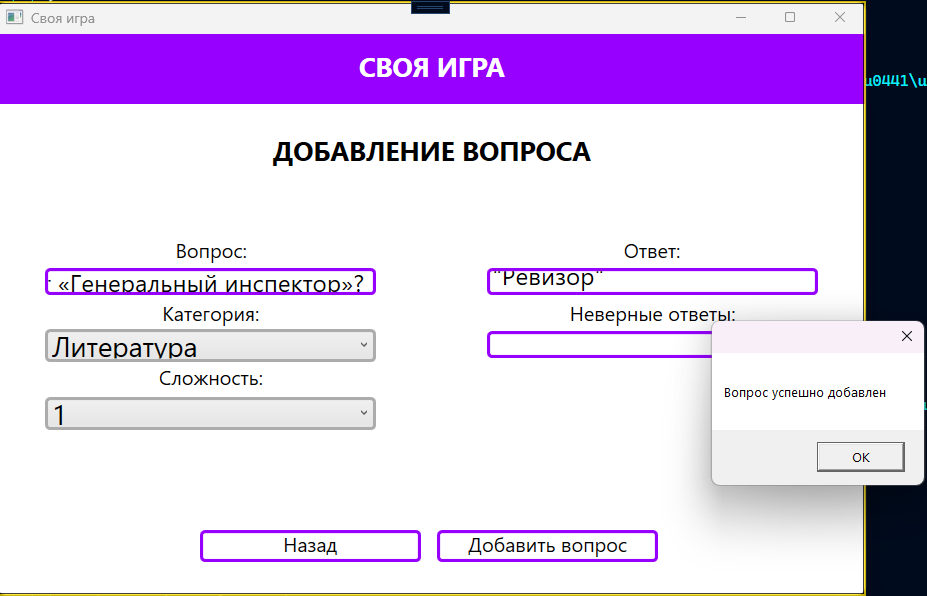 Своя игра
u0441\u
СВОЯ ИГРА
ДОБАВЛЕНИЕ ВОПРОСА
Вопрос:
«Генеральный инспектор»?
Ответ:
"Ревизор"
Категория:
Литература
Неверные ответы:
Сложность:
1
Вопрос успешно добавлен
ОК
Назад
Добавить вопрос